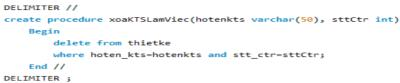 DELIMITER //
create procedure xoaKTSLamViec(hotenkts varchar(50), sttCtr int)
Begin
delete from thietke
where hoten_kts=hotenkts and stt_ctr=sttCtr;
End //
DELIMITER ;